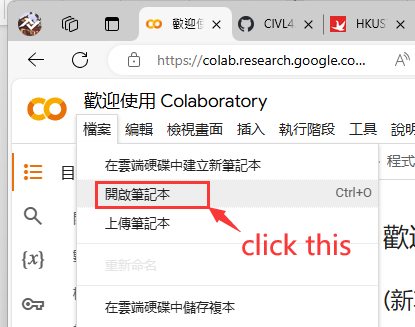 歡迎使用
CIVL4
HKUS
https://colab.research.google.co...
歡迎使用 Colaboratory
檔案 編輯 檢視畫面 插入 執行階段 工具 說明
在雲端硬碟中建立新筆記本
程式
開啟筆記本 Ctrl+O
上傳筆記本
click this
歡迎
重新命名
{x}
(新
在雲端硬碟中儲存複本